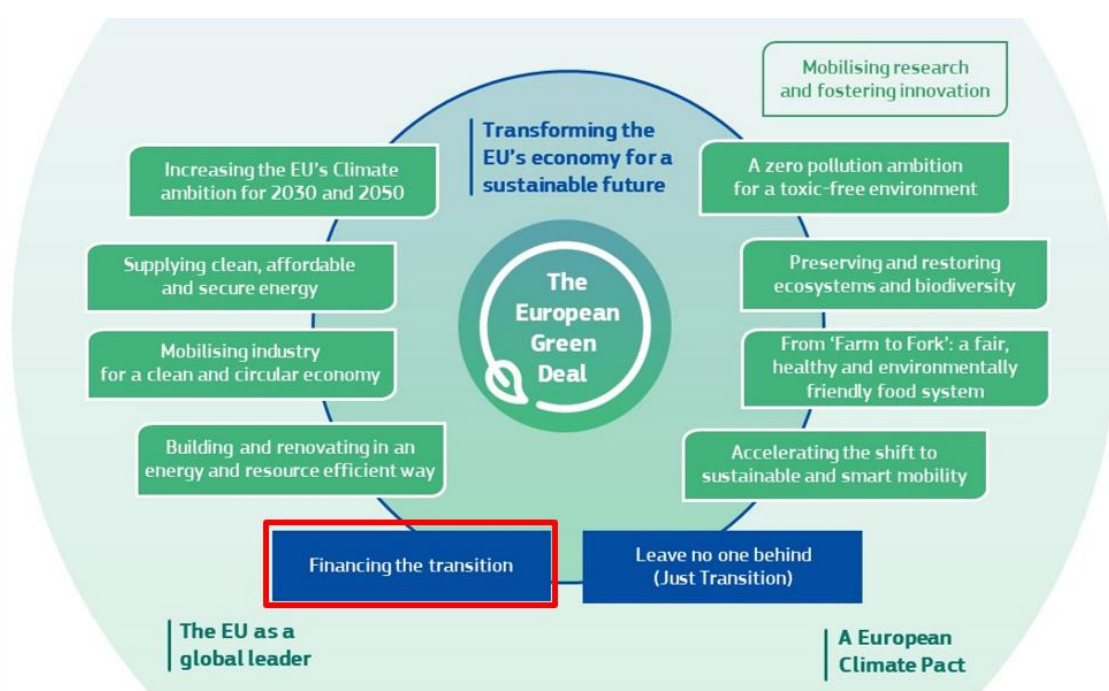 Mobilising research
and fostering innovation
Transforming the
EU's economy for a
sustainable future
Increasing the EU's Climate
ambition for 2030 and 2050
A zero pollution ambition
for a toxic-free environment
Supplying clean, affordable
and secure energy
Preserving and restoring
ecosystems and biodiversity
The
European
Green
Deal
Mobilising industry
for a clean and circular economy
From ‘Farm to Fork’: a fair,
healthy and environmentally
friendly food system
Building and renovating in an
energy and resource efficient way
Accelerating the shift to
sustainable and smart mobility
Financing the transition
Leave no one behind
(Just Transition)
The EU as a
global leader
A European
Climate Pact